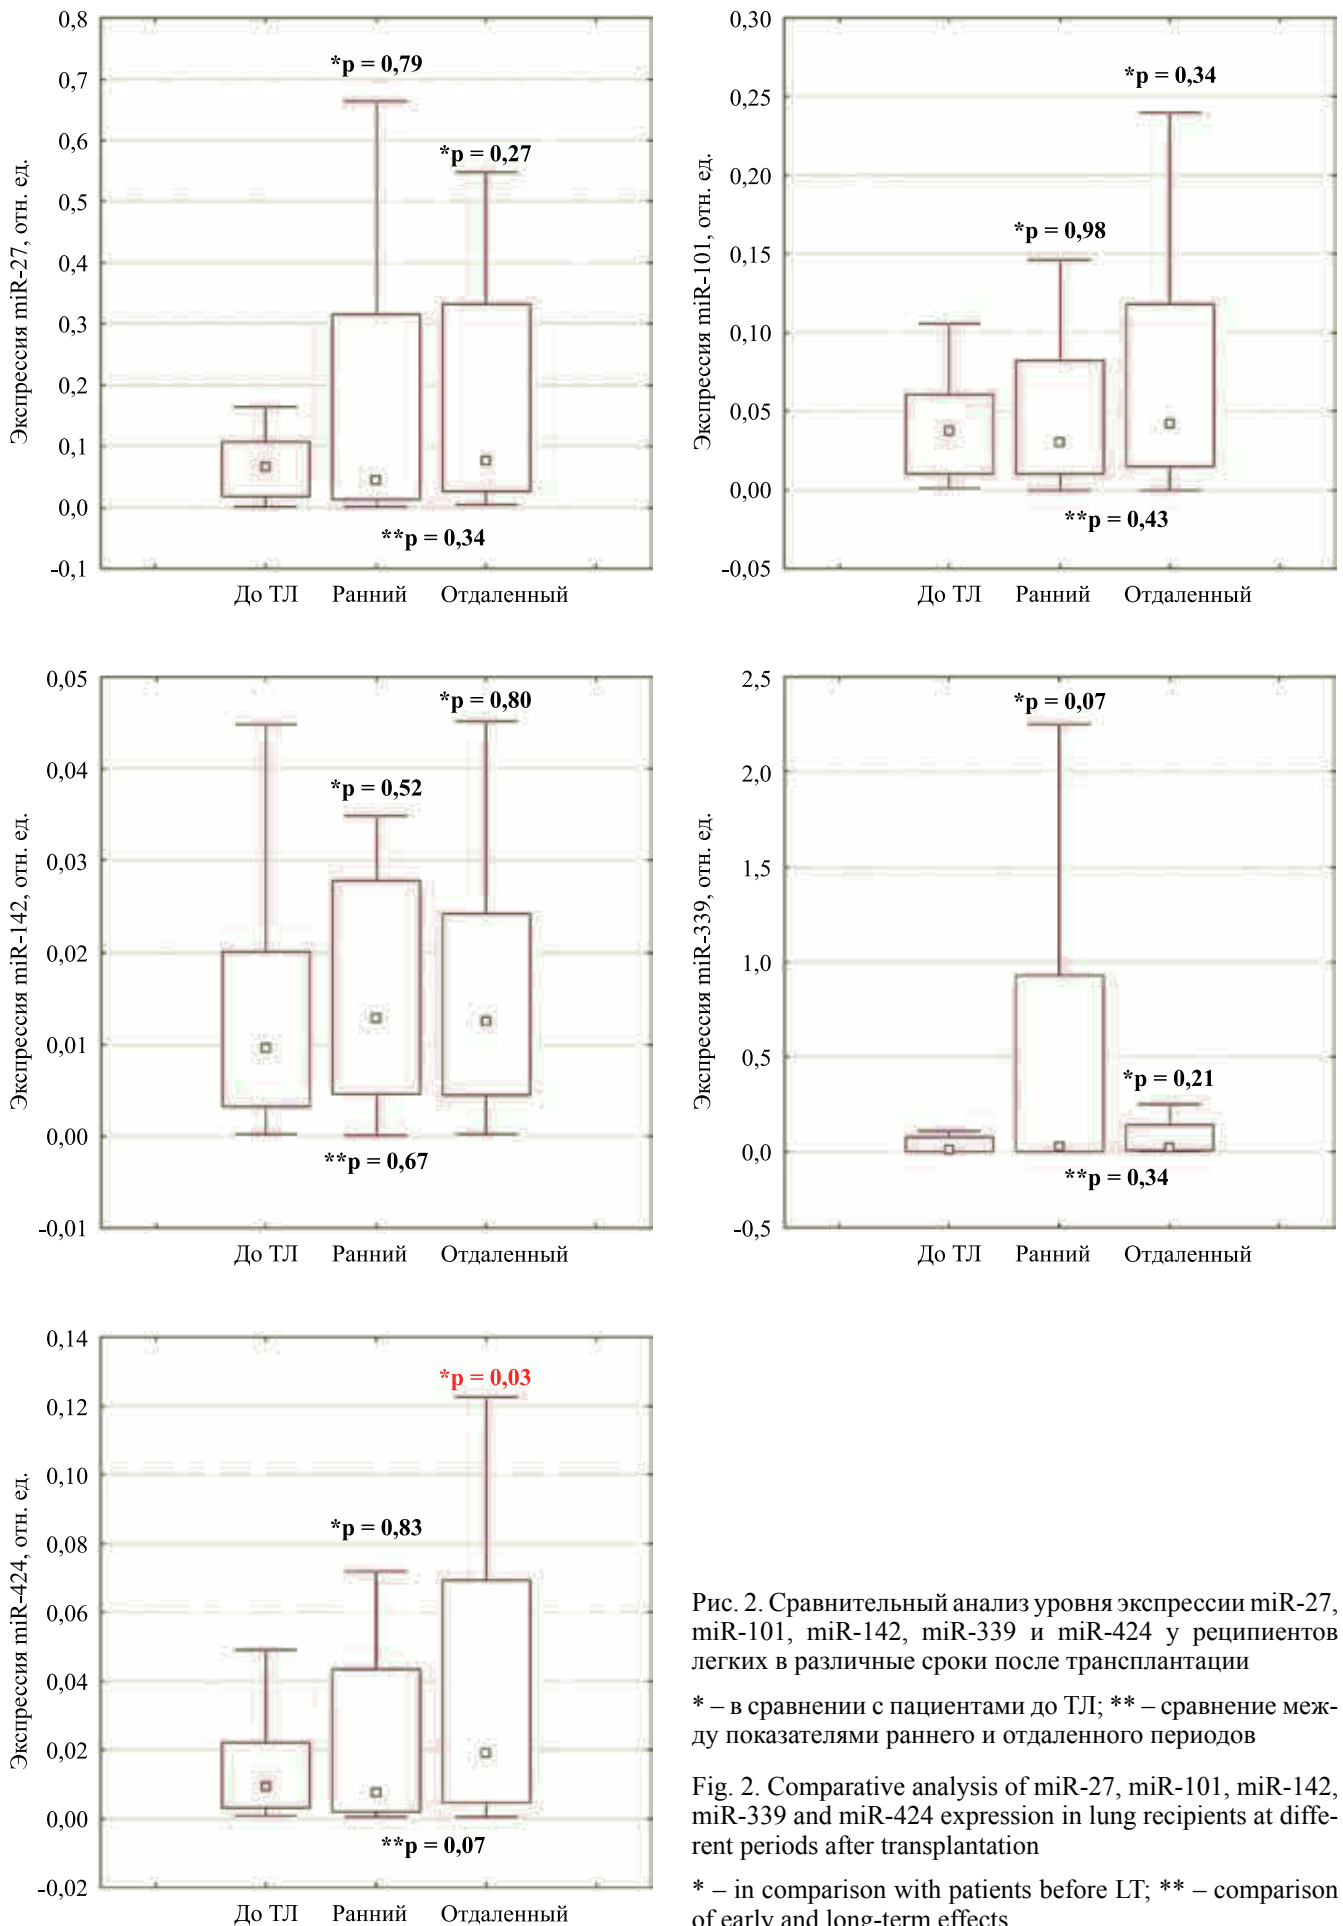 Экспрессия miR-27, отн. ед.
0,8
0,7
0,6
0,5
0,4
0,3
0,2
0,1
0,0
-0,1
*p = 0,79
*p = 0,27
**p = 0,34
До ТЛ Ранний Отдаленный
Экспрессия miR-101, отн. ед.
0,30
0,25
0,20
0,15
0,10
0,05
0,00
-0,05
*p = 0,34
*p = 0,98
**p = 0,43
До ТЛ Ранний Отдаленный
Экспрессия miR-142, отн. ед.
0,05
0,04
0,03
0,02
0,01
0,00
-0,01
*p = 0,80
*p = 0,52
**p = 0,67
До ТЛ Ранний Отдаленный
Экспрессия miR-339, отн. ед.
2,5
2,0
1,5
1,0
0,5
0,0
-0,5
*p = 0,07
*p = 0,21
**p = 0,34
До ТЛ Ранний Отдаленный
Экспрессия miR-424, отн. ед.
0,14
0,12
0,10
0,08
0,06
0,04
0,02
0,00
-0,02
*p = 0,03
*p = 0,83
**p = 0,07
До ТЛ Ранний Отдаленный
Рис. 2. Сравнительный анализ уровня экспрессии miR-27,
miR-101, miR-142, miR-339 и miR-424 у реципиентов
легких в различные сроки после трансплантации
* – в сравнении с пациентами до ТЛ; ** – сравнение меж-
ду показателями раннего и отдаленного периодов
Fig. 2. Comparative analysis of miR-27, miR-101, miR-142,
miR-339 and miR-424 expression in lung recipients at diffe-
rent periods after transplantation
* – in comparison with patients before LT; ** – comparison
of early and long-term effects